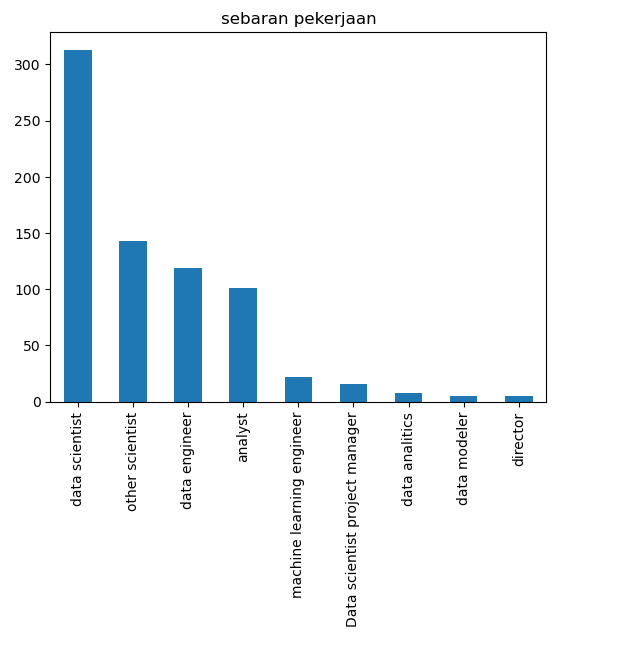 sebaran pekerjaan
300
250
200
150
100
50
0
data scientist
other scientist
data engineer
analyst
machine learning engineer
Data scientist project manager
data analitics
data modeler
director